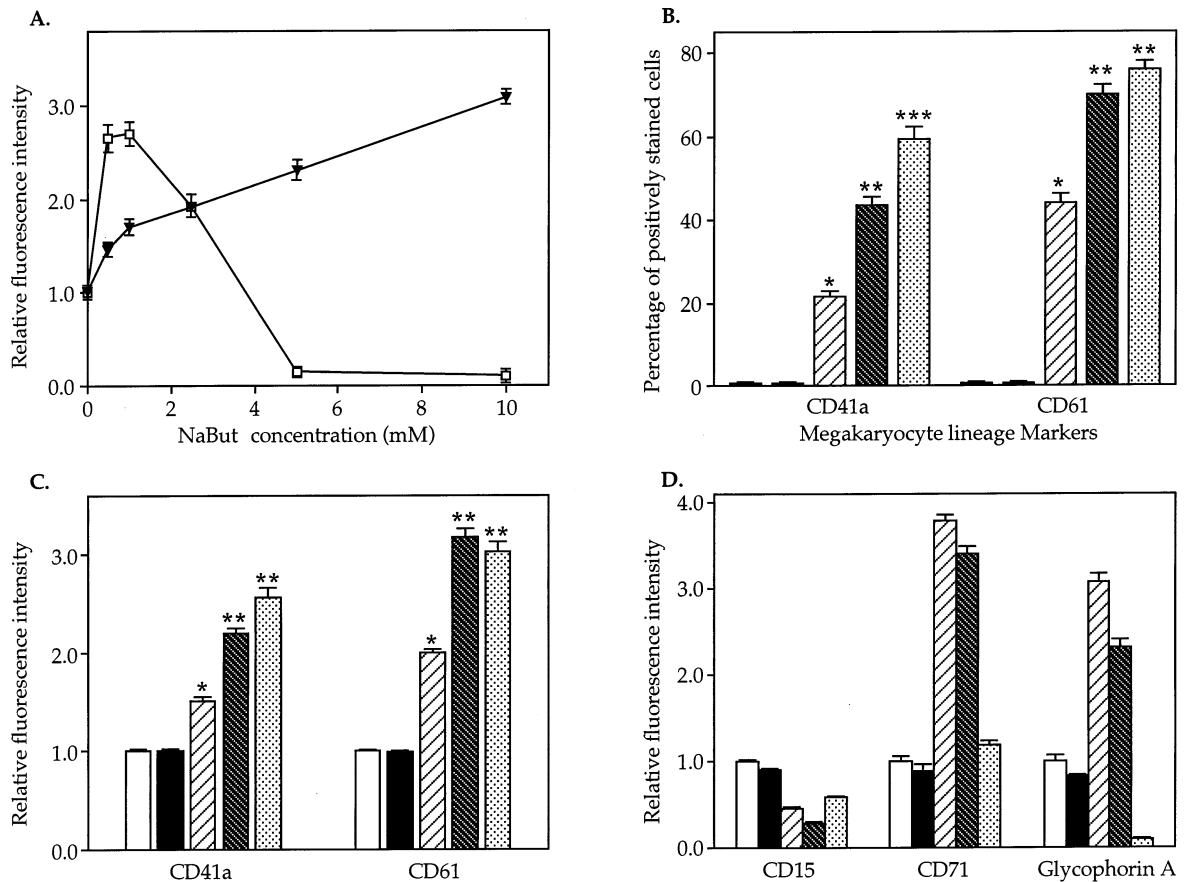 A.
Relative fluorescence intensity
3.0
2.0
1.0
0.0
0 2 4 6 8 10
NaBut concentration (mM)
B.
Percentage of positively stained cells
80
60
40
20
0
* ** ***
* ** **
CD41a CD61
Megakaryocyte lineage Markers
C.
Relative fluorescence intensity
3.0
2.0
1.0
0.0
* ** **
* ** **
CD41a CD61
D.
Relative fluorescence intensity
4.0
3.0
2.0
1.0
0.0
CD15 CD71 Glycophorin A